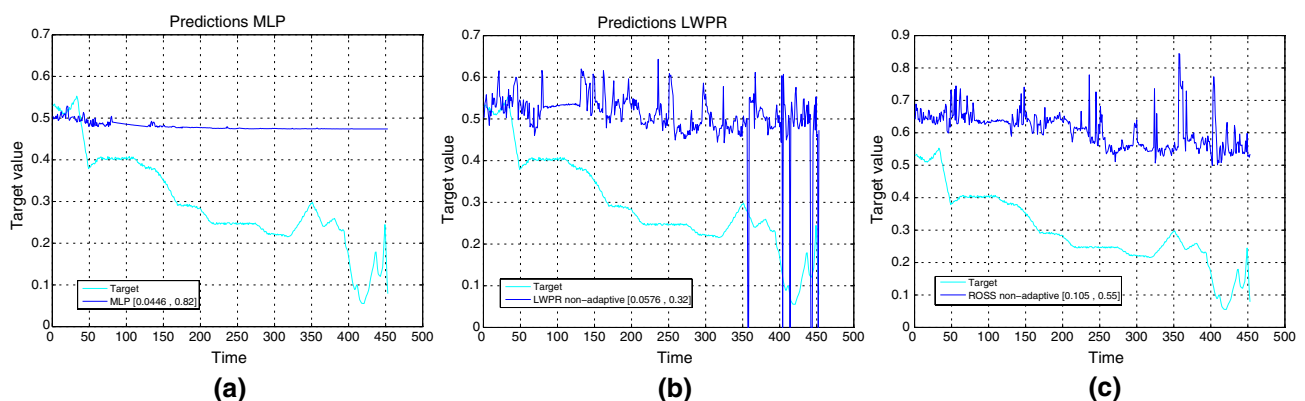 Predictions MLP
0.7
0.6
0.5
0.4
0.3
0.2
0.1
0
Target value
Target
MLP [0.0446 , 0.82]
0 50 100 150 200 250 300 350 400 450 500
Time
(a)
Predictions LWPR
0.7
0.6
0.5
0.4
0.3
0.2
0.1
0
Target value
Target
LWPR non-adaptive [0.0576 , 0.32]
0 50 100 150 200 250 300 350 400 450 500
Time
(b)
0.9
0.8
0.7
0.6
0.5
0.4
0.3
0.2
0.1
0
Target value
Target
ROSS non-adaptive [0.105 , 0.55]
0 50 100 150 200 250 300 350 400 450 500
Time
(c)